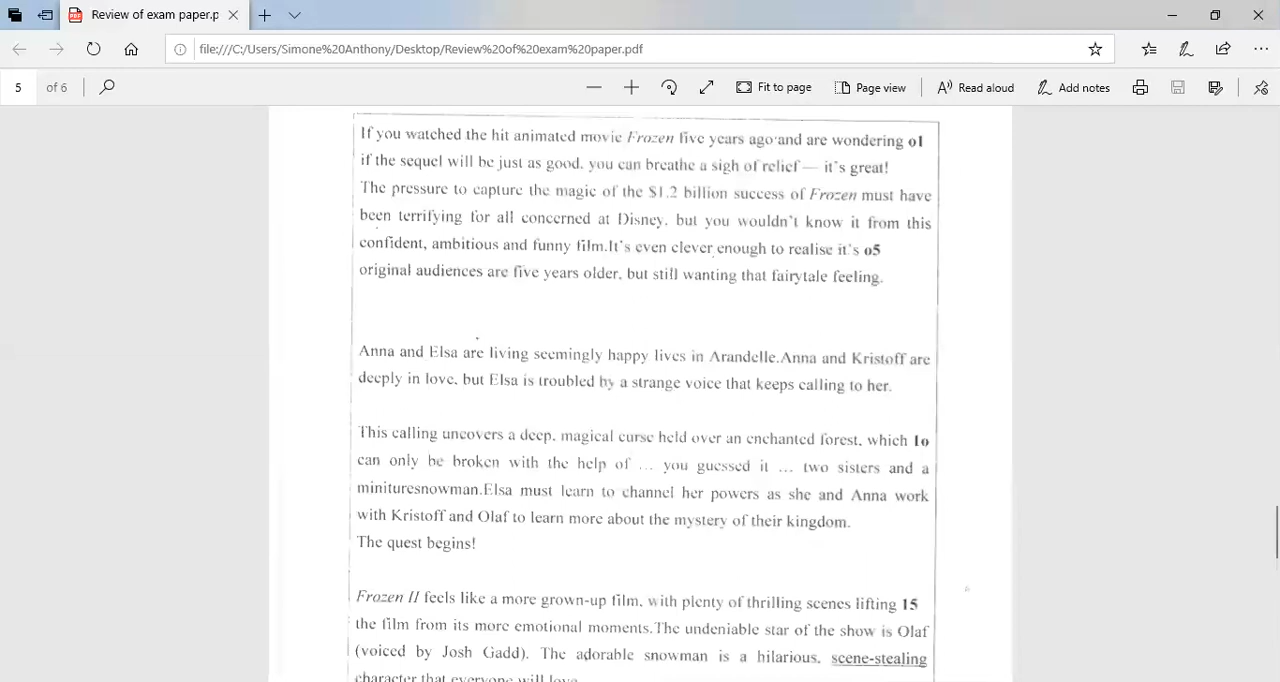 Review of exam paper.p
file:///C:/Users/Simone%20Anthony/Desktop/Review%20of%20exam%20paper.pdf
5 of 6 Fit to page Page view Read aloud Add notes
If you watched the hit animated movie Frozen five years ago and are wondering o1
if the sequel will be just as good, you can breathe a sigh of relief — it's great!
The pressure to capture the magic of the $1.2 billion success of Frozen must have
been terrifying for all concerned at Disney, but you wouldn't know it from this
confident, ambitious and funny film.It's even clever enough to realise it's o5
original audiences are five years older, but still wanting that fairytale feeling.
Anna and Elsa are living seemingly happy lives in Arandelle.Anna and Kristoff are
deeply in love, but Elsa is troubled by a strange voice that keeps calling to her.
This calling uncovers a deep, magical curse held over an enchanted forest, which 1o
can only be broken with the help of ... you guessed it ... two sisters and a
minituresnowman.Elsa must learn to channel her powers as she and Anna work
with Kristoff and Olaf to learn more about the mystery of their kingdom.
The quest begins!
Frozen II feels like a more grown-up film, with plenty of thrilling scenes lifting 15
the film from its more emotional moments.The undeniable star of the show is Olaf
(voiced by Josh Gadd). The adorable snowman is a hilarious, scene-stealing
character that everyone will love